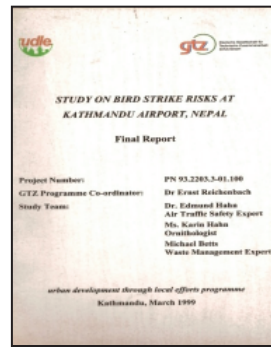 udle
gtz
STUDY ON BIRD STRIKE RISKS AT
KATHMANDU AIRPORT, NEPAL
Final Report
Project Number: PN 93.2203.3-01.100
GTZ Programme Co-ordinator: Dr Ernst Reichenbach
Study Team: Dr. Edmund Hahn
Air Traffic Safety Expert
Ms. Karin Hahn
Ornithologist
Michael Betts
Waste Management Expert
urban development through local efforts programme
Kathmandu, March 1999